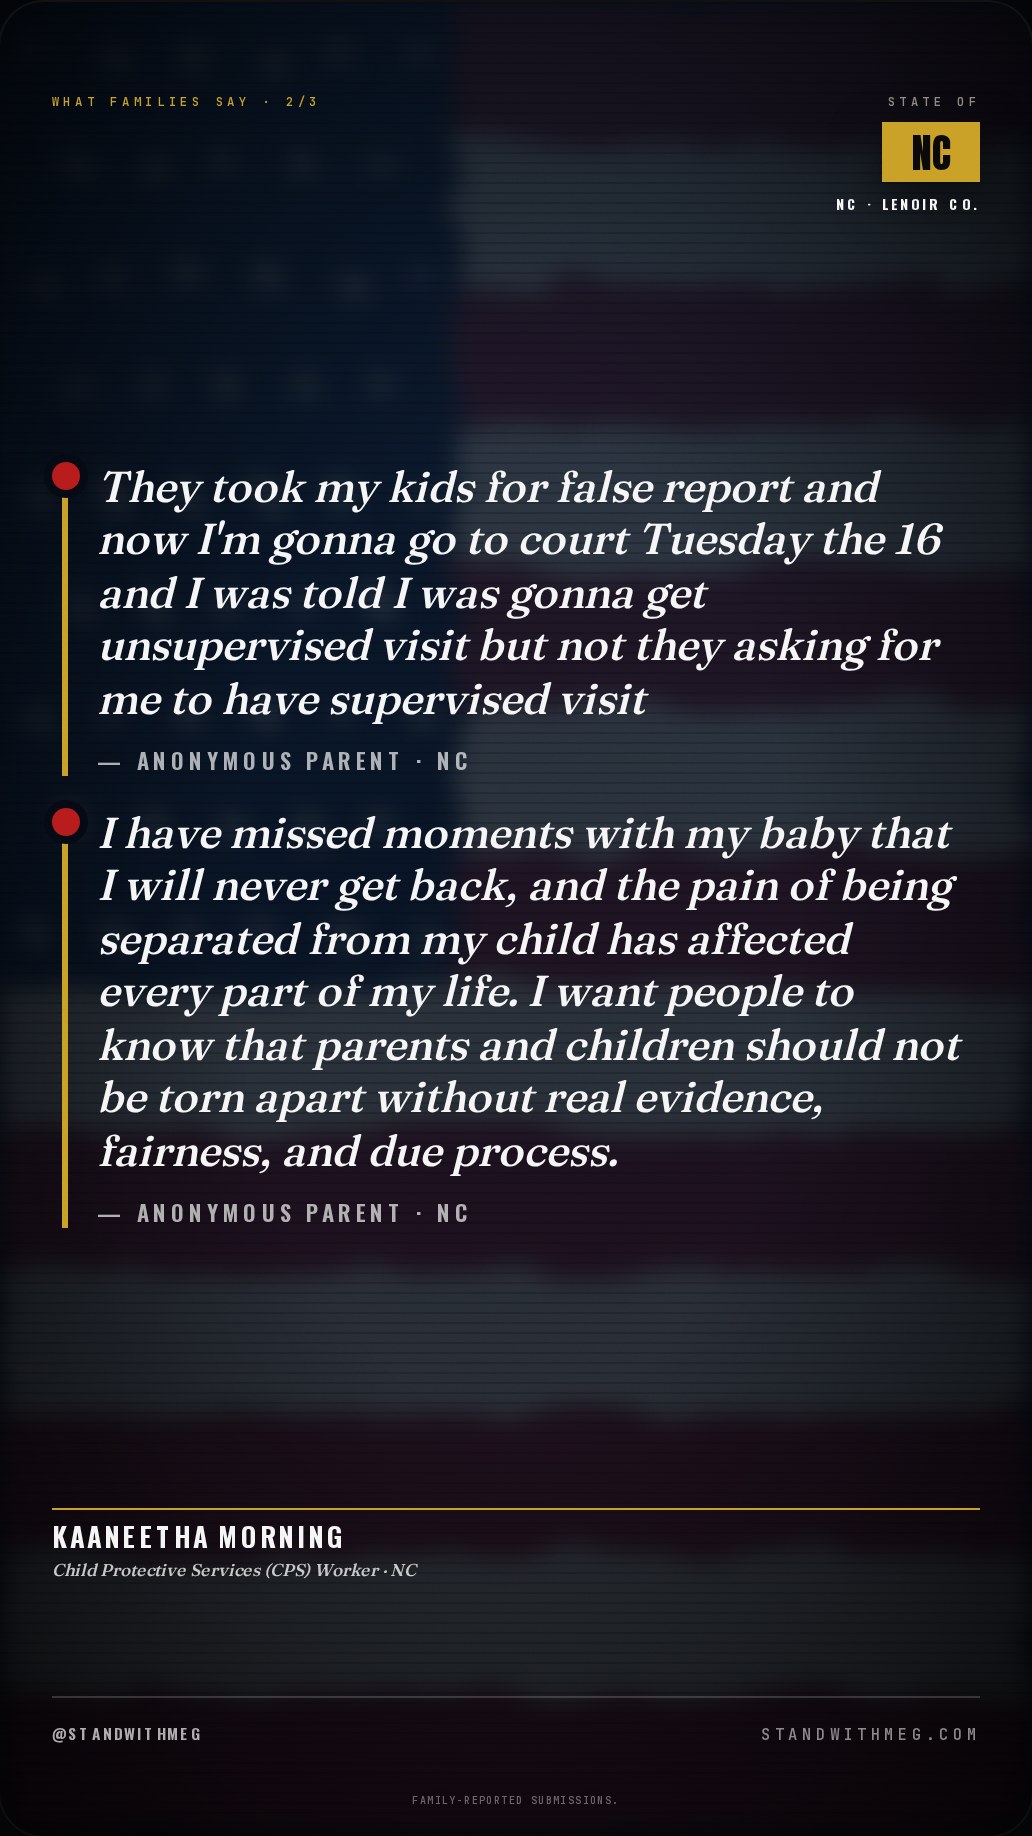 WHAT FAMILIES SAY · 2/3
STATE OF
NC
NC · LENOIR CO.
They took my kids for false report and
now I'm gonna go to court Tuesday the 16
and I was told I was gonna get
unsupervised visit but not they asking for
me to have supervised visit
— ANONYMOUS PARENT · NC
I have missed moments with my baby that
I will never get back, and the pain of being
separated from my child has affected
every part of my life. I want people to
know that parents and children should not
be torn apart without real evidence,
fairness, and due process.
— ANONYMOUS PARENT · NC
KAANEETHA MORNING
Child Protective Services (CPS) Worker · NC
@STANDWITHMEG
STANDWITHMEG.COM
FAMILY-REPORTED SUBMISSIONS.